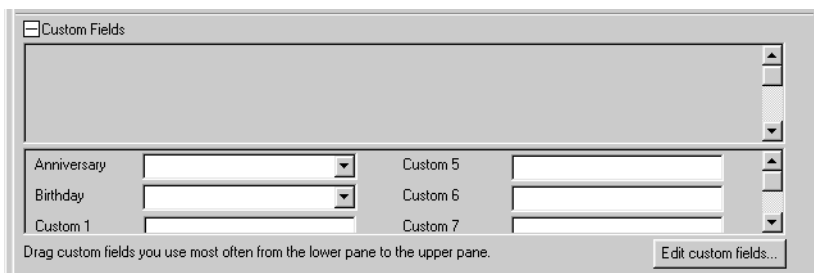 Custom Fields
Anniversary Custom 5
Birthday Custom 6
Custom 1 Custom 7
Drag custom fields you use most often from the lower pane to the upper pane. Edit custom fields...